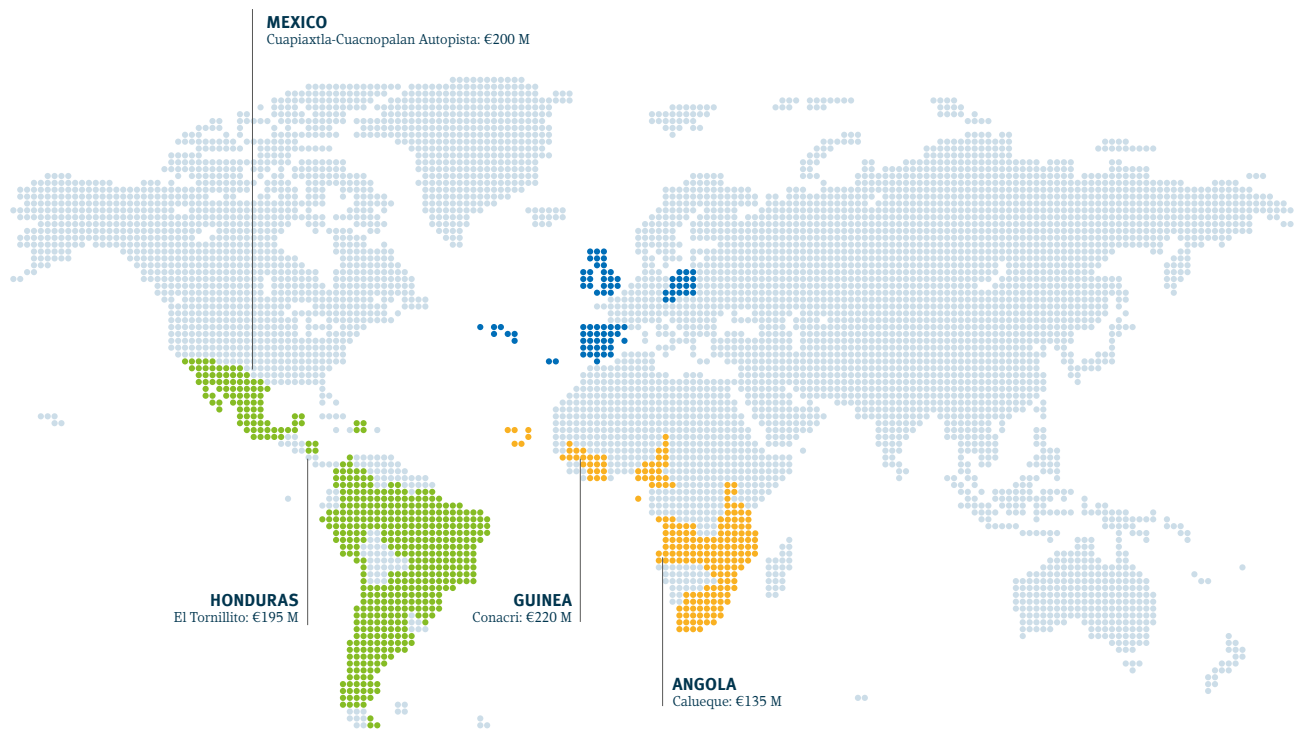 MEXICO
Cuapiaxtla-Cuacnopalan Autopista: €200 M
HONDURAS
El Tornillito: €195 M
GUINEA
Conacri: €220 M
ANGOLA
Calueque: €135 M